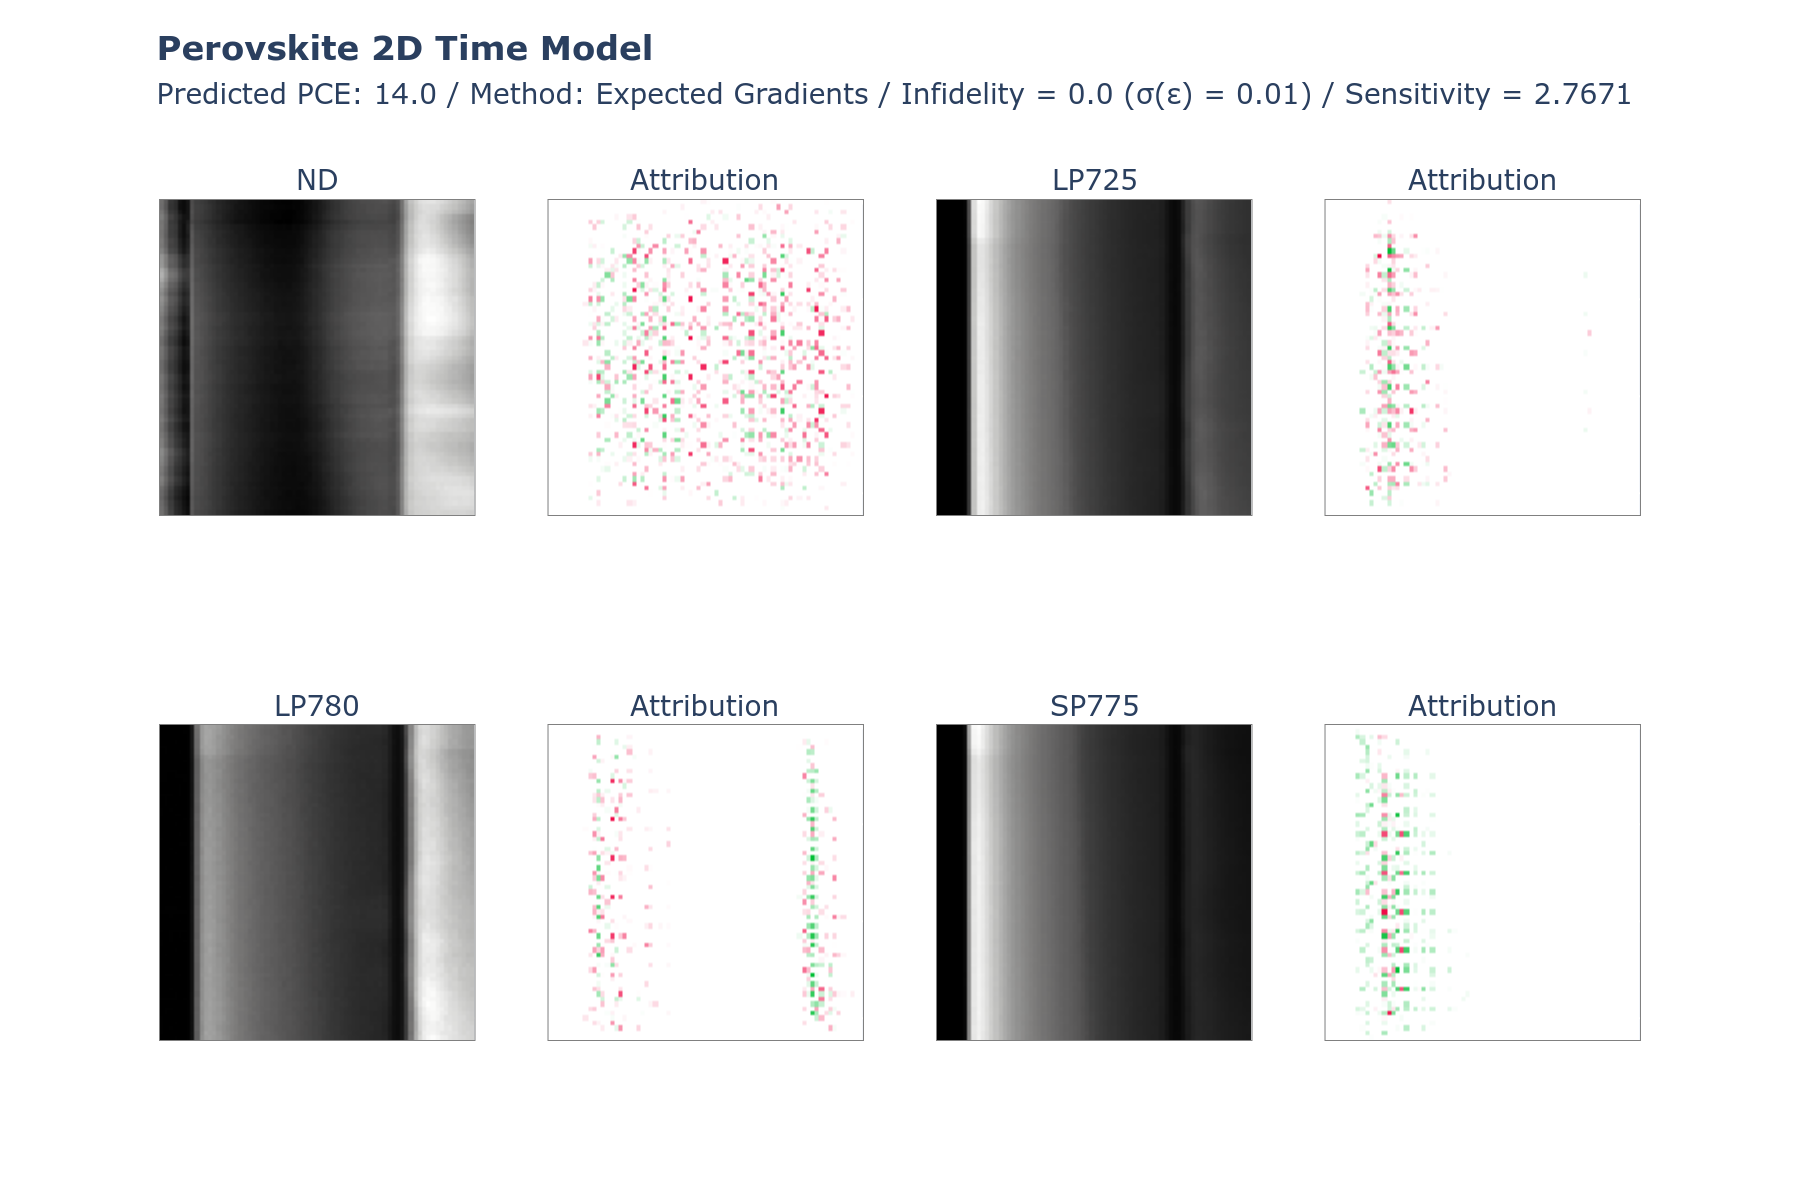 Perovskite 2D Time Model
Predicted PCE: 14.0 / Method: Expected Gradients / Infidelity = 0.0 (σ(ε) = 0.01) / Sensitivity = 2.7671
ND Attribution LP725 Attribution
LP780 Attribution SP775 Attribution